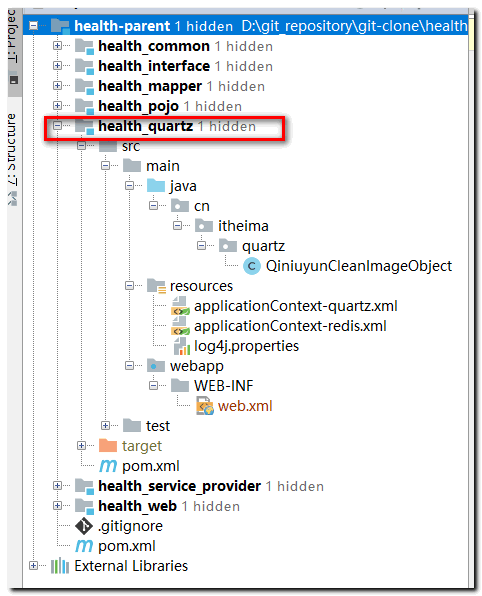 1: Project
7: Structure
health-parent 1 hidden D:\git_repository\git-clone\health
health_common 1 hidden
health_interface 1 hidden
health_mapper 1 hidden
health_pojo 1 hidden
health_quartz 1 hidden
src
main
java
cn
itheima
quartz
C QiniuyunCleanImageObject
resources
applicationContext-quartz.xml
applicationContext-redis.xml
log4j.properties
webapp
WEB-INF
web.xml
test
target
m pom.xml
health_service_provider 1 hidden
health_web 1 hidden
.gitignore
m pom.xml
External Libraries